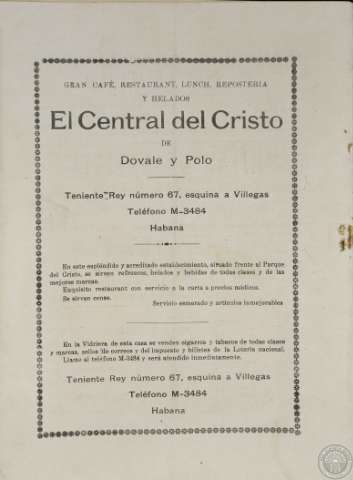 GRAN CAFÉ, RESTAURANT, LUNCH, REPOSTERIA
Y HELADOS
El Central del Cristo
DE
Dovale y Polo
Teniente Rey número 67, esquina a Villegas
Teléfono M-3484
Habana
En este espléndido y acreditado establecimiento, situado frente al Parque
del Cristo, se sirven refrescos, helados y bebidas de todas clases y de las
mejores marcas.
Exquisito restaurant con servicio a la carta a precios módicos.
Se sirven cenas.
Servicio esmerado y artículos inmejorables
En la Vidriera de esta casa se venden cigarros y tabacos de todas clases
y marcas, sellos de correos y del impuesto y billetes de la Lotería nacional.
Llame al teléfono M-3484 y será atendido inmediatamente.
Teniente Rey número 67, esquina a Villegas
Teléfono M-3484
Habana